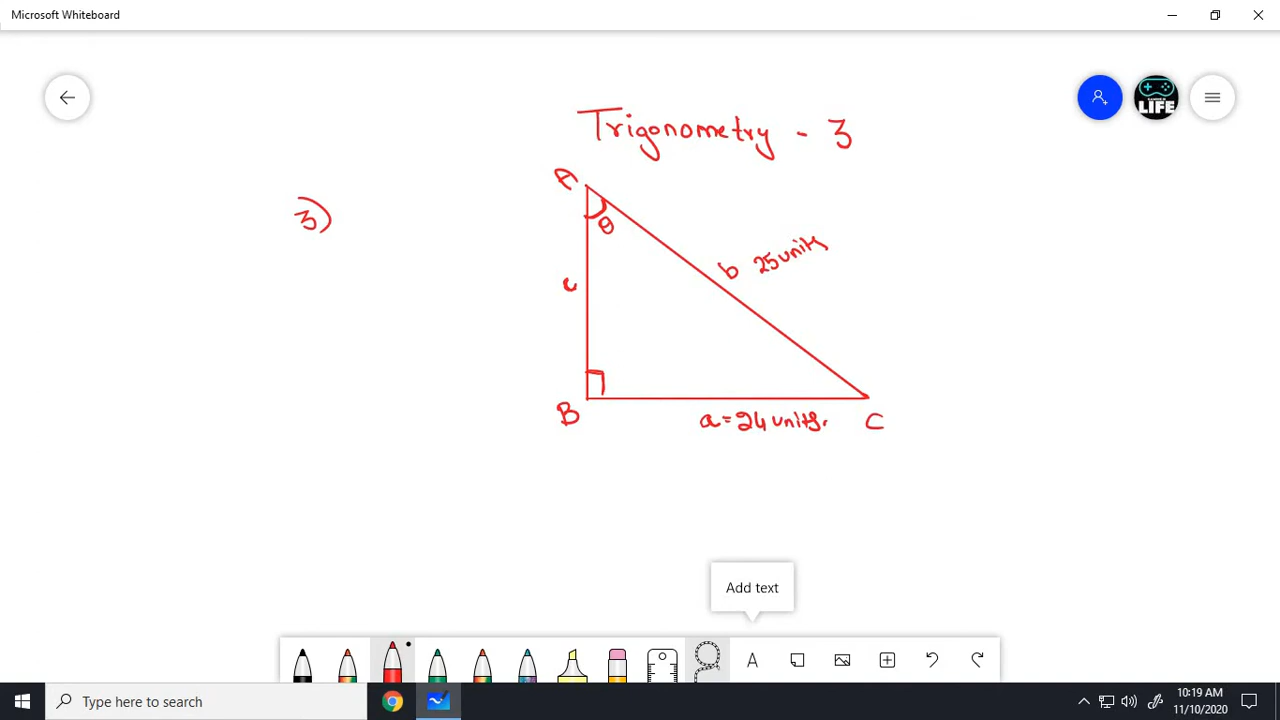 Microsoft Whiteboard
LIFE
Trigonometry - 3
3)
A
θ
b 25 units
c
B
a = 24 units.
C
Add text
A
Type here to search
10:19 AM
11/10/2020